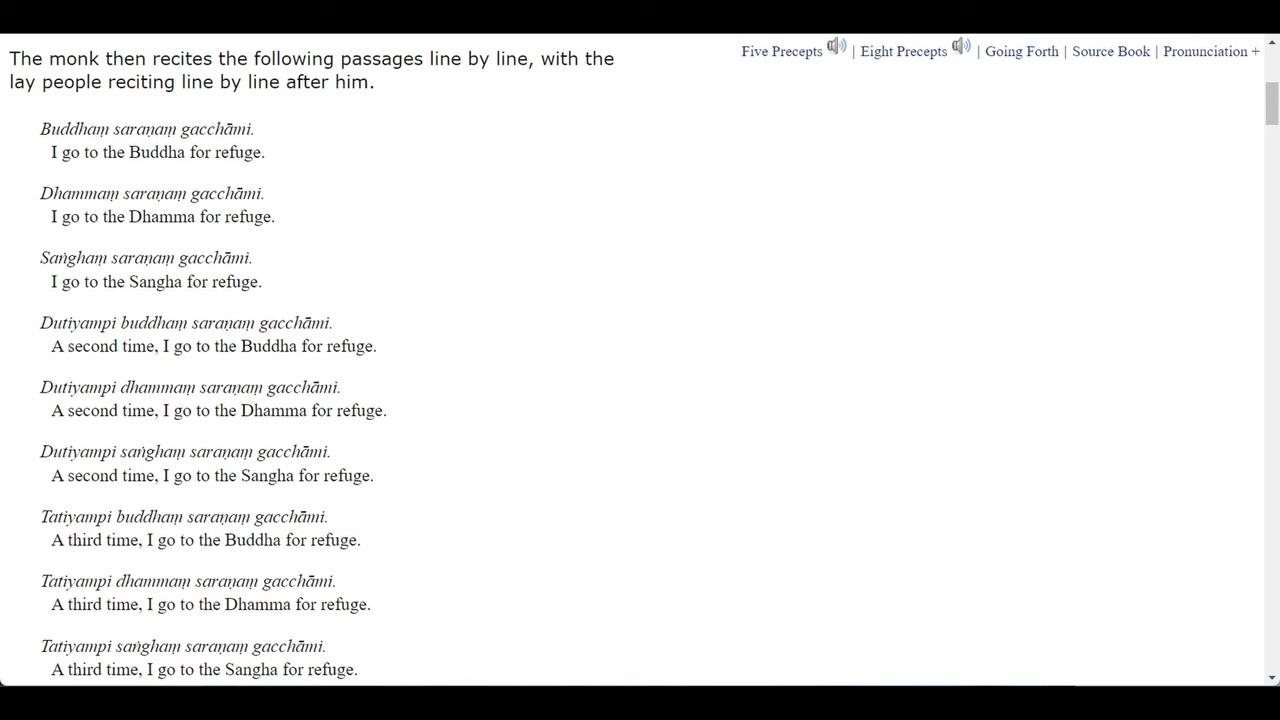 Five Precepts | Eight Precepts | Going Forth | Source Book | Pronunciation +
The monk then recites the following passages line by line, with the
lay people reciting line by line after him.
Buddhaṃ saraṇaṃ gacchāmi.
I go to the Buddha for refuge.
Dhammaṃ saraṇaṃ gacchāmi.
I go to the Dhamma for refuge.
Saṅghaṃ saraṇaṃ gacchāmi.
I go to the Sangha for refuge.
Dutiyampi buddhaṃ saraṇaṃ gacchāmi.
A second time, I go to the Buddha for refuge.
Dutiyampi dhammaṃ saraṇaṃ gacchāmi.
A second time, I go to the Dhamma for refuge.
Dutiyampi saṅghaṃ saraṇaṃ gacchāmi.
A second time, I go to the Sangha for refuge.
Tatiyampi buddhaṃ saraṇaṃ gacchāmi.
A third time, I go to the Buddha for refuge.
Tatiyampi dhammaṃ saraṇaṃ gacchāmi.
A third time, I go to the Dhamma for refuge.
Tatiyampi saṅghaṃ saraṇaṃ gacchāmi.
A third time, I go to the Sangha for refuge.